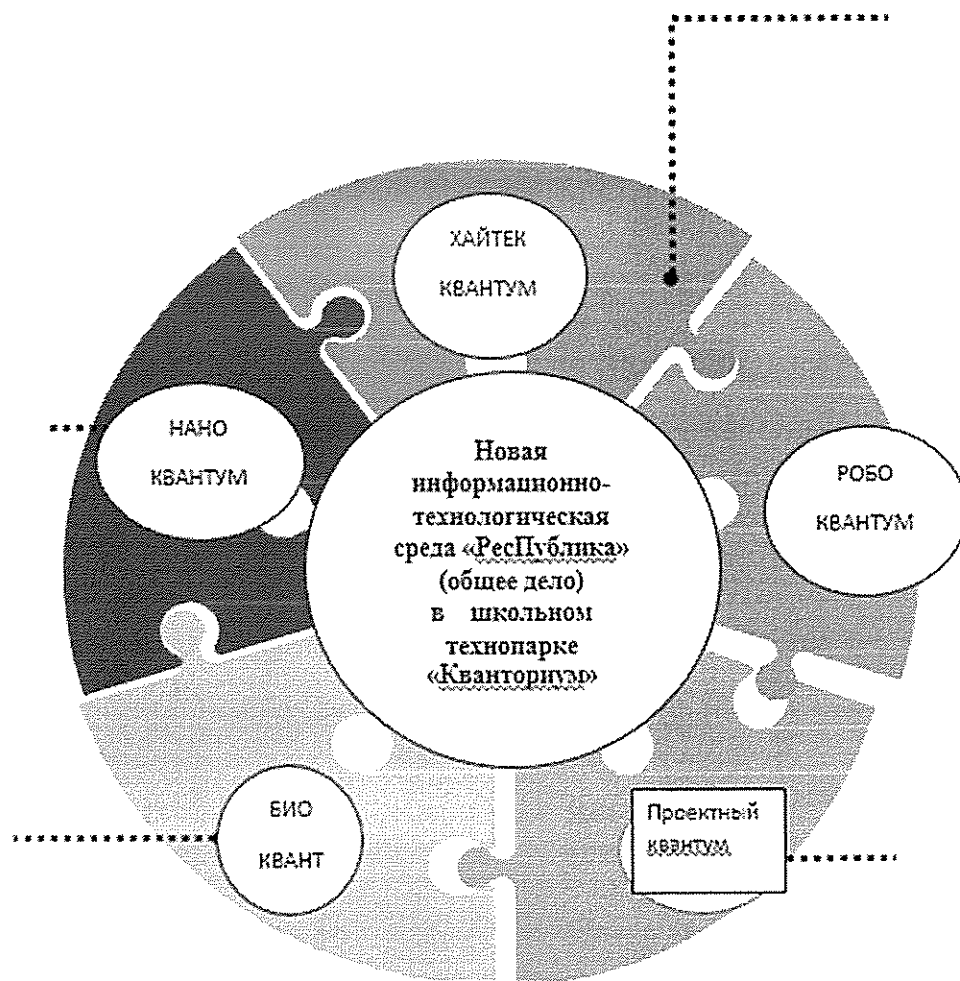 ХАЙТЕК
КВАНТУМ
НАНО
КВАНТУМ
Новая
информационно-
технологическая
среда «РесПублика»
(общее дело)
в школьном
технопарке
«Кванториум»
РОБО
КВАНТУМ
БИО
КВАНТ
Проектный
квантум